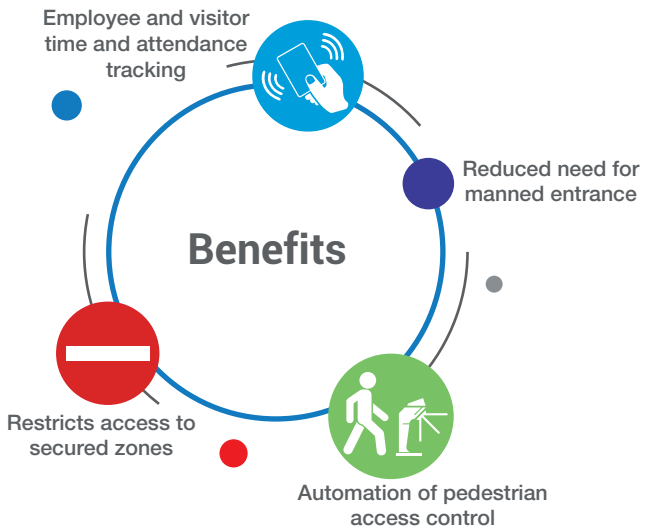 Employee and visitor
time and attendance
tracking
Reduced need for
manned entrance
Benefits
Restricts access to
secured zones
Automation of pedestrian
access control